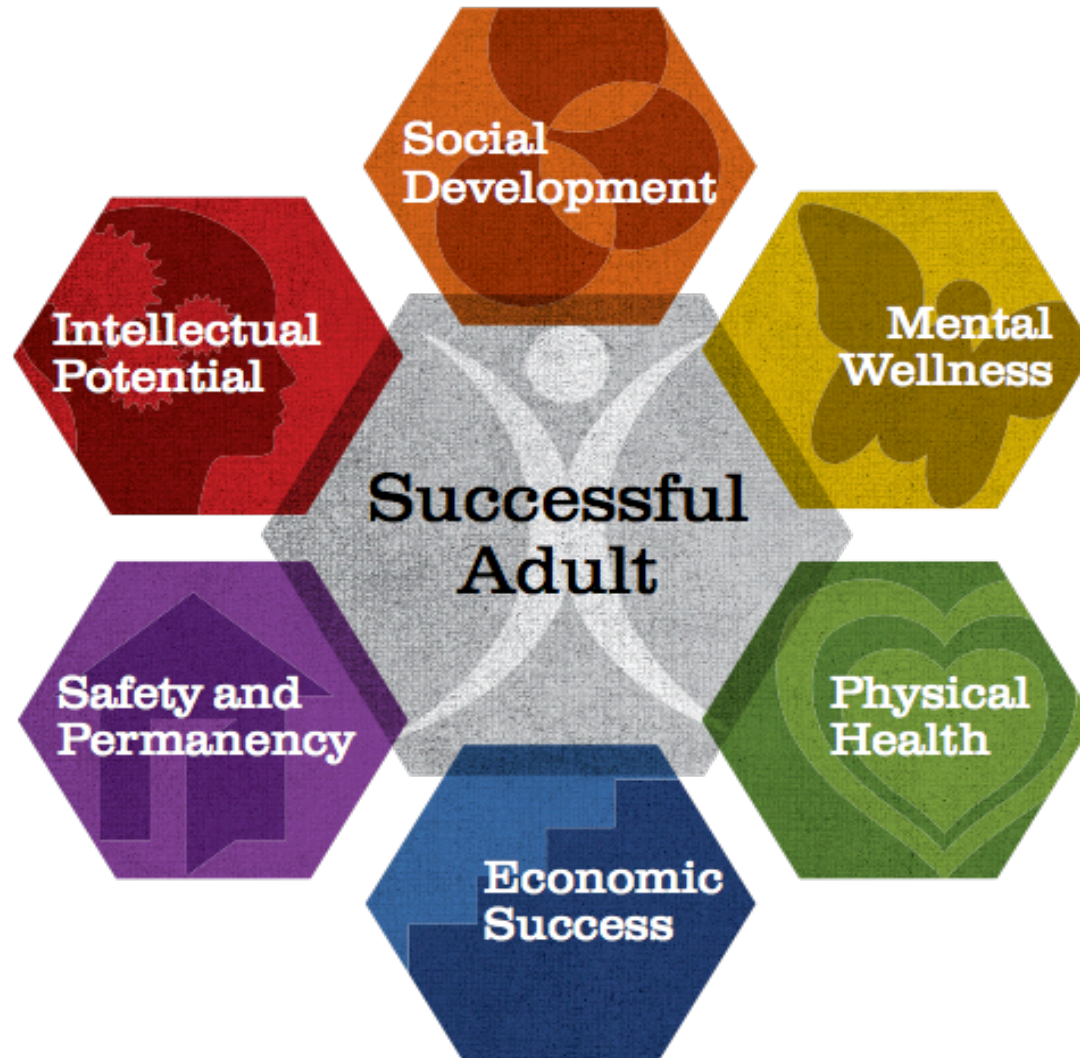 Social
Development
Intellectual
Potential
Mental
Wellness
Successful
Adult
Safety and
Permanency
Physical
Health
Economic
Success